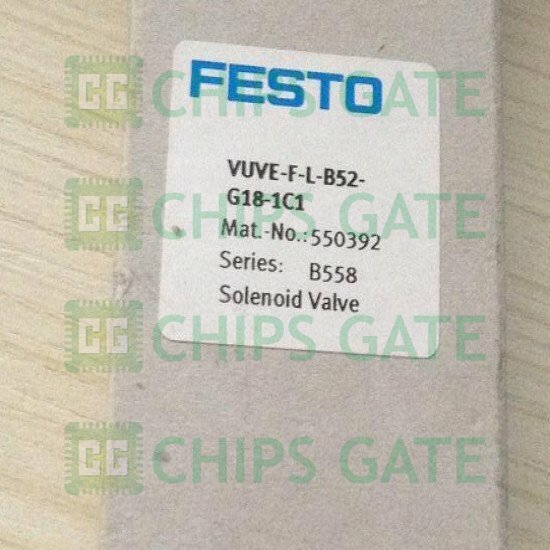 FESTO
CHIPS GATE
VUVE-F-L-B52-
G18-1C1
CHIPS GATE
Mat.-No.: 550392
Series: B558
Solenoid Valve
CHIPS GATE
CHIPS GATE